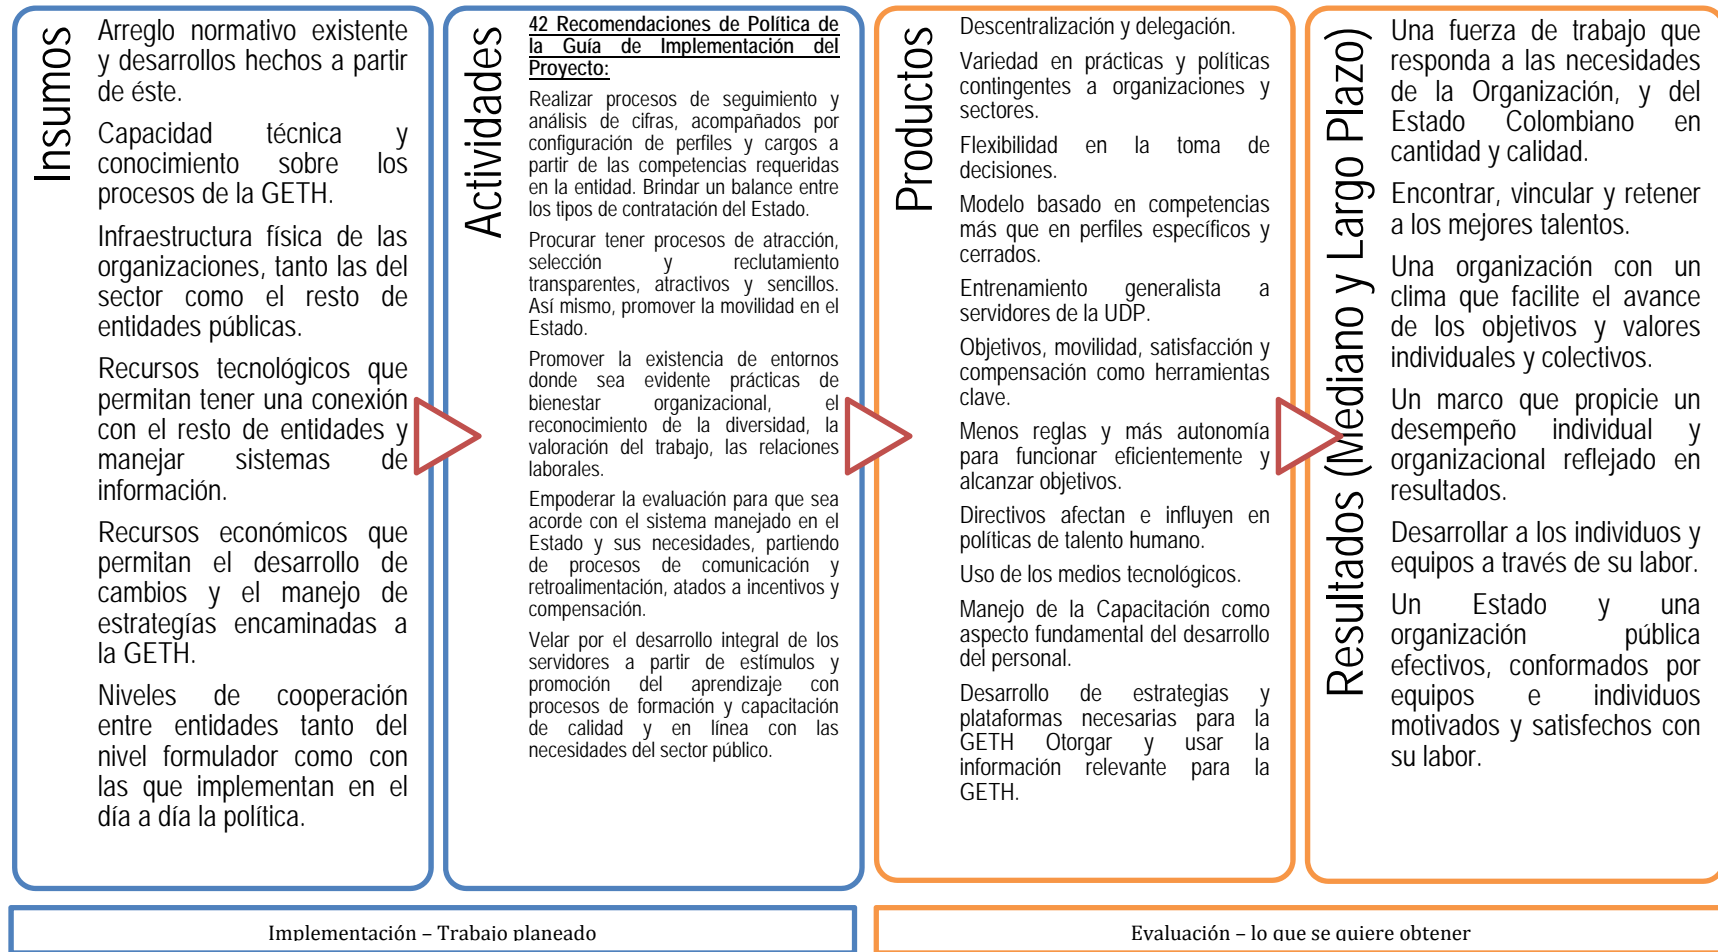 Insumos
Arreglo normativo existente
y desarrollos hechos a partir
de éste.
Capacidad técnica y
conocimiento sobre los
procesos de la GETH.
Infraestructura física de las
organizaciones, tanto las del
sector como el resto de
entidades públicas.
Recursos tecnológicos que
permitan tener una conexión
con el resto de entidades y
manejar sistemas de
información.
Recursos económicos que
permitan el desarrollo de
cambios y el manejo de
estrategías encaminadas a
la GETH.
Niveles de cooperación
entre entidades tanto del
nivel formulador como con
las que implementan en el
día a día la política.
Actividades
42 Recomendaciones de Política de
la Guía de Implementación del
Proyecto:
Realizar procesos de seguimiento y
análisis de cifras, acompañados por
configuración de perfiles y cargos a
partir de las competencias requeridas
en la entidad. Brindar un balance entre
los tipos de contratación del Estado.
Procurar tener procesos de atracción,
selección y reclutamiento
transparentes, atractivos y sencillos.
Así mismo, promover la movilidad en el
Estado.
Promover la existencia de entornos
donde sea evidente prácticas de
bienestar organizacional, el
reconocimiento de la diversidad, la
valoración del trabajo, las relaciones
laborales.
Empoderar la evaluación para que sea
acorde con el sistema manejado en el
Estado y sus necesidades, partiendo
de procesos de comunicación y
retroalimentación, atados a incentivos y
compensación.
Velar por el desarrollo integral de los
servidores a partir de estímulos y
promoción del aprendizaje con
procesos de formación y capacitación
de calidad y en línea con las
necesidades del sector público.
Productos
Descentralización y delegación.
Variedad en prácticas y políticas
contingentes a organizaciones y
sectores.
Flexibilidad en la toma de
decisiones.
Modelo basado en competencias
más que en perfiles específicos y
cerrados.
Entrenamiento generalista a
servidores de la UDP.
Objetivos, movilidad, satisfacción y
compensación como herramientas
clave.
Menos reglas y más autonomía
para funcionar eficientemente y
alcanzar objetivos.
Directivos afectan e influyen en
políticas de talento humano.
Uso de los medios tecnológicos.
Manejo de la Capacitación como
aspecto fundamental del desarrollo
del personal.
Desarrollo de estrategias y
plataformas necesarias para la
GETH Otorgar y usar la
información relevante para la
GETH.
Resultados (Mediano y Largo Plazo)
Una fuerza de trabajo que
responda a las necesidades
de la Organización, y del
Estado Colombiano en
cantidad y calidad.
Encontrar, vincular y retener
a los mejores talentos.
Una organización con un
clima que facilite el avance
de los objetivos y valores
individuales y colectivos.
Un marco que propicie un
desempeño individual y
organizacional reflejado en
resultados.
Desarrollar a los individuos y
equipos a través de su labor.
Un Estado y una
organización pública
efectivos, conformados por
equipos e individuos
motivados y satisfechos con
su labor.
Implementación – Trabajo planeado
Evaluación – lo que se quiere obtener